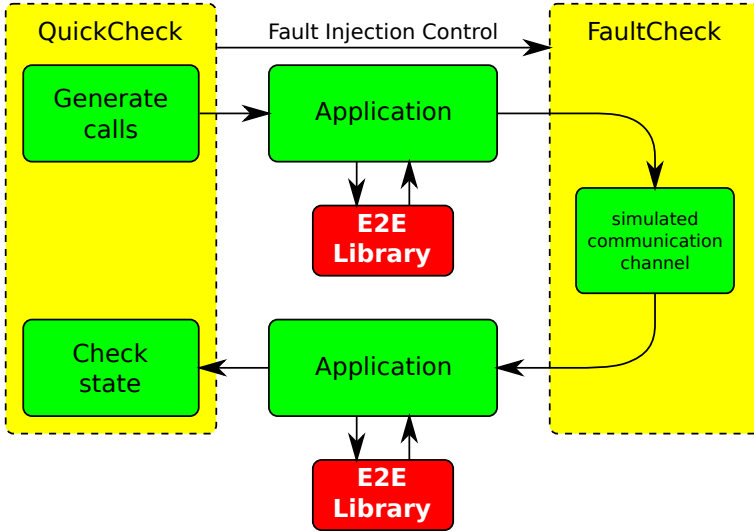 QuickCheck
Fault Injection Control
FaultCheck
Generate
calls
Application
E2E
Library
simulated
communication
channel
Check
state
Application
E2E
Library